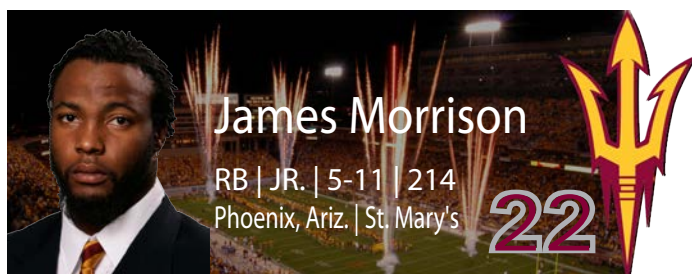 James Morrison
RB | JR. | 5-11 | 214
Phoenix, Ariz. | St. Mary's
22